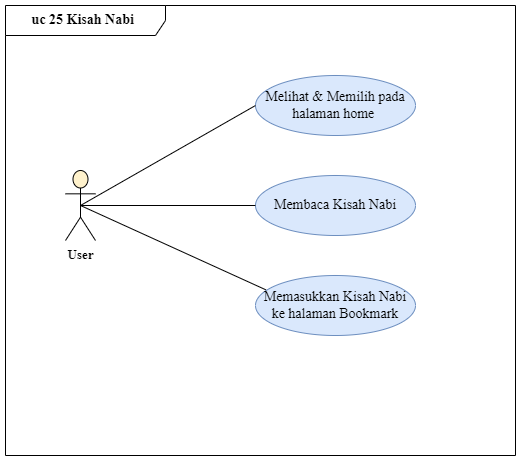 uc 25 Kisah Nabi
Melihat & Memilih pada
halaman home
Membaca Kisah Nabi
User
Memasukkan Kisah Nabi
ke halaman Bookmark